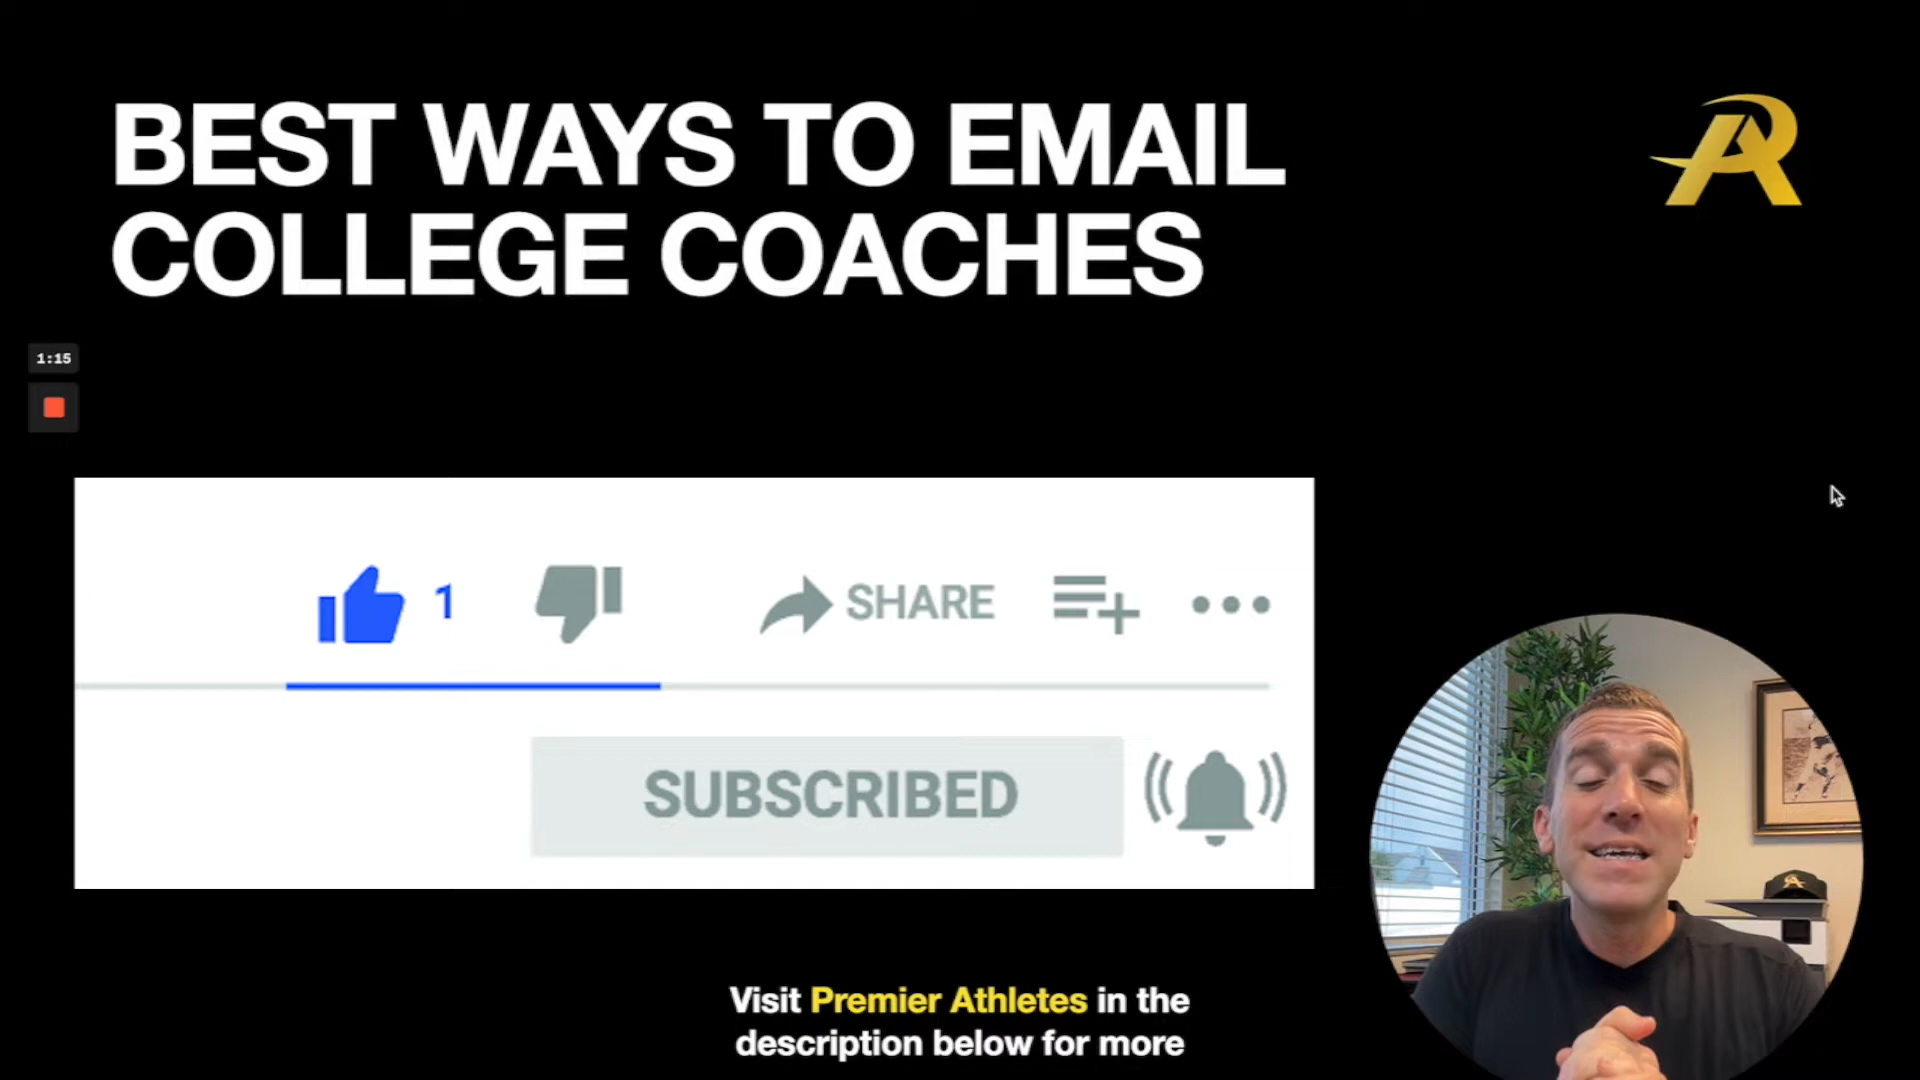 BEST WAYS TO EMAIL
COLLEGE COACHES
1:15
1
SHARE
SUBSCRIBED
Visit Premier Athletes in the
description below for more